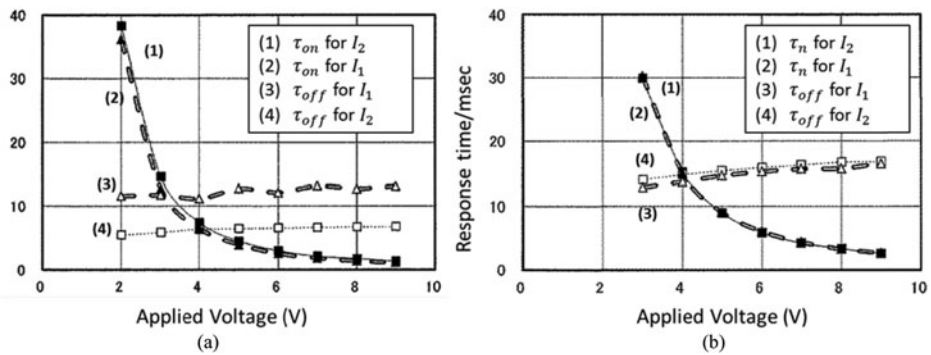 (a)
40
30
20
10
0
0
2
4
6
8
10
(1)
(2)
(3)
(4)
(1) τon for I2
(2) τon for I1
(3) τoff for I1
(4) τoff for I2
Applied Voltage (V)
(a)
(b)
Response time/msec
40
30
20
10
0
0
2
4
6
8
10
(1)
(2)
(4)
(3)
(1) τn for I2
(2) τn for I1
(3) τoff for I1
(4) τoff for I2
Applied Voltage (V)
(b)